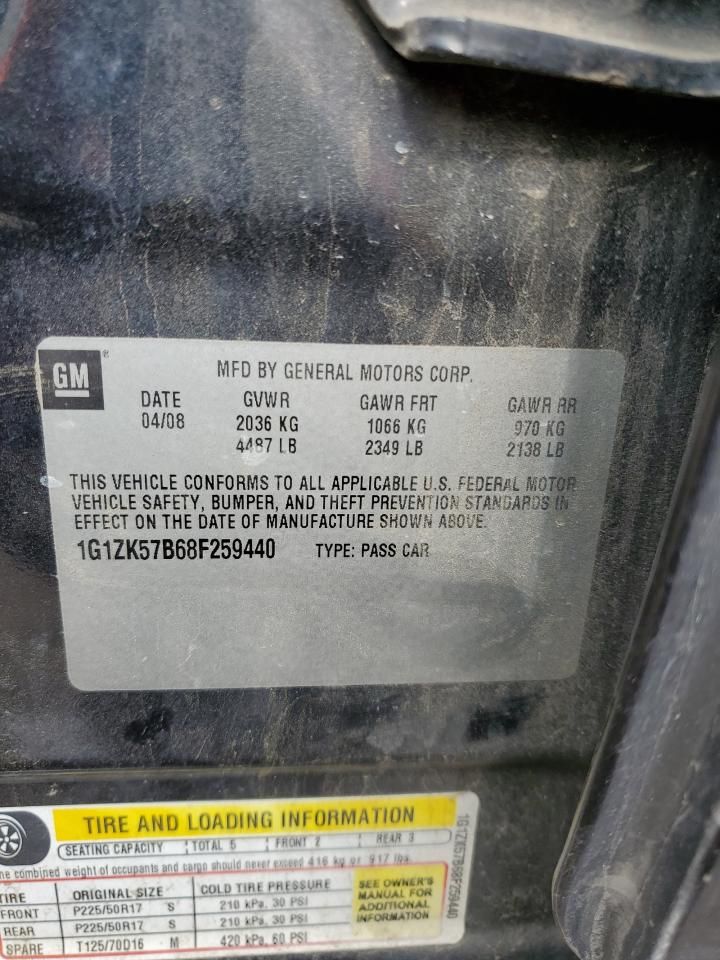 GM ®
MFD BY GENERAL MOTORS CORP.
DATE GVWR GAWR FRT GAWR RR
04/08 2036 KG 1066 KG 970 KG
4487 LB 2349 LB 2138 LB
THIS VEHICLE CONFORMS TO ALL APPLICABLE U.S. FEDERAL MOTOR
VEHICLE SAFETY, BUMPER, AND THEFT PREVENTION STANDARDS IN
EFFECT ON THE DATE OF MANUFACTURE SHOWN ABOVE.
1G1ZK57B68F259440 TYPE: PASS CAR
TIRE AND LOADING INFORMATION
SEATING CAPACITY TOTAL 5 FRONT 2 REAR 3
combined weight of occupants and cargo should never exceed 416 kg or 917 lbs.
TIRE ORIGINAL SIZE COLD TIRE PRESSURE
FRONT P225/50R17 S 210 kPa, 30 PSI
REAR P225/50R17 S 210 kPa, 30 PSI
SPARE T125/70D16 M 420 kPa, 60 PSI
SEE OWNER'S
MANUAL FOR
ADDITIONAL
INFORMATION
1G1ZK57B68F259440